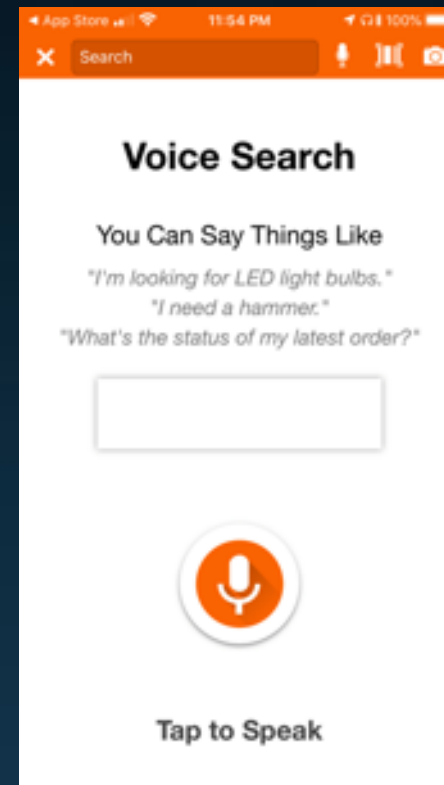 App Store 11:54 PM 100%
Search
Voice Search
You Can Say Things Like
"I'm looking for LED light bulbs."
"I need a hammer."
"What's the status of my latest order?"
Tap to Speak